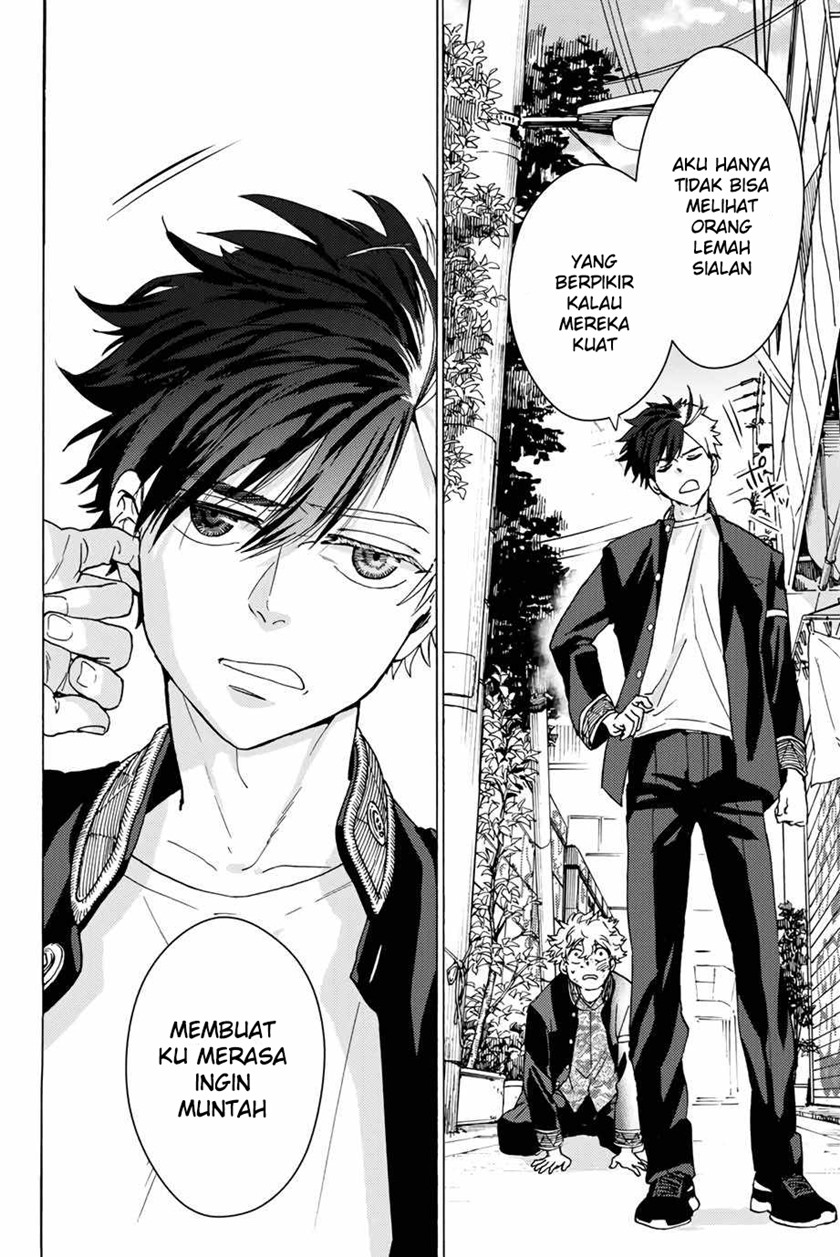 AKU HANYA
TIDAK BISA
MELIHAT
ORANG
LEMAH
SIALAN
YANG
BERPIKIR
KALAU
MEREKA
KUAT
MEMBUAT
KU MERASA
INGIN
MUNTAH